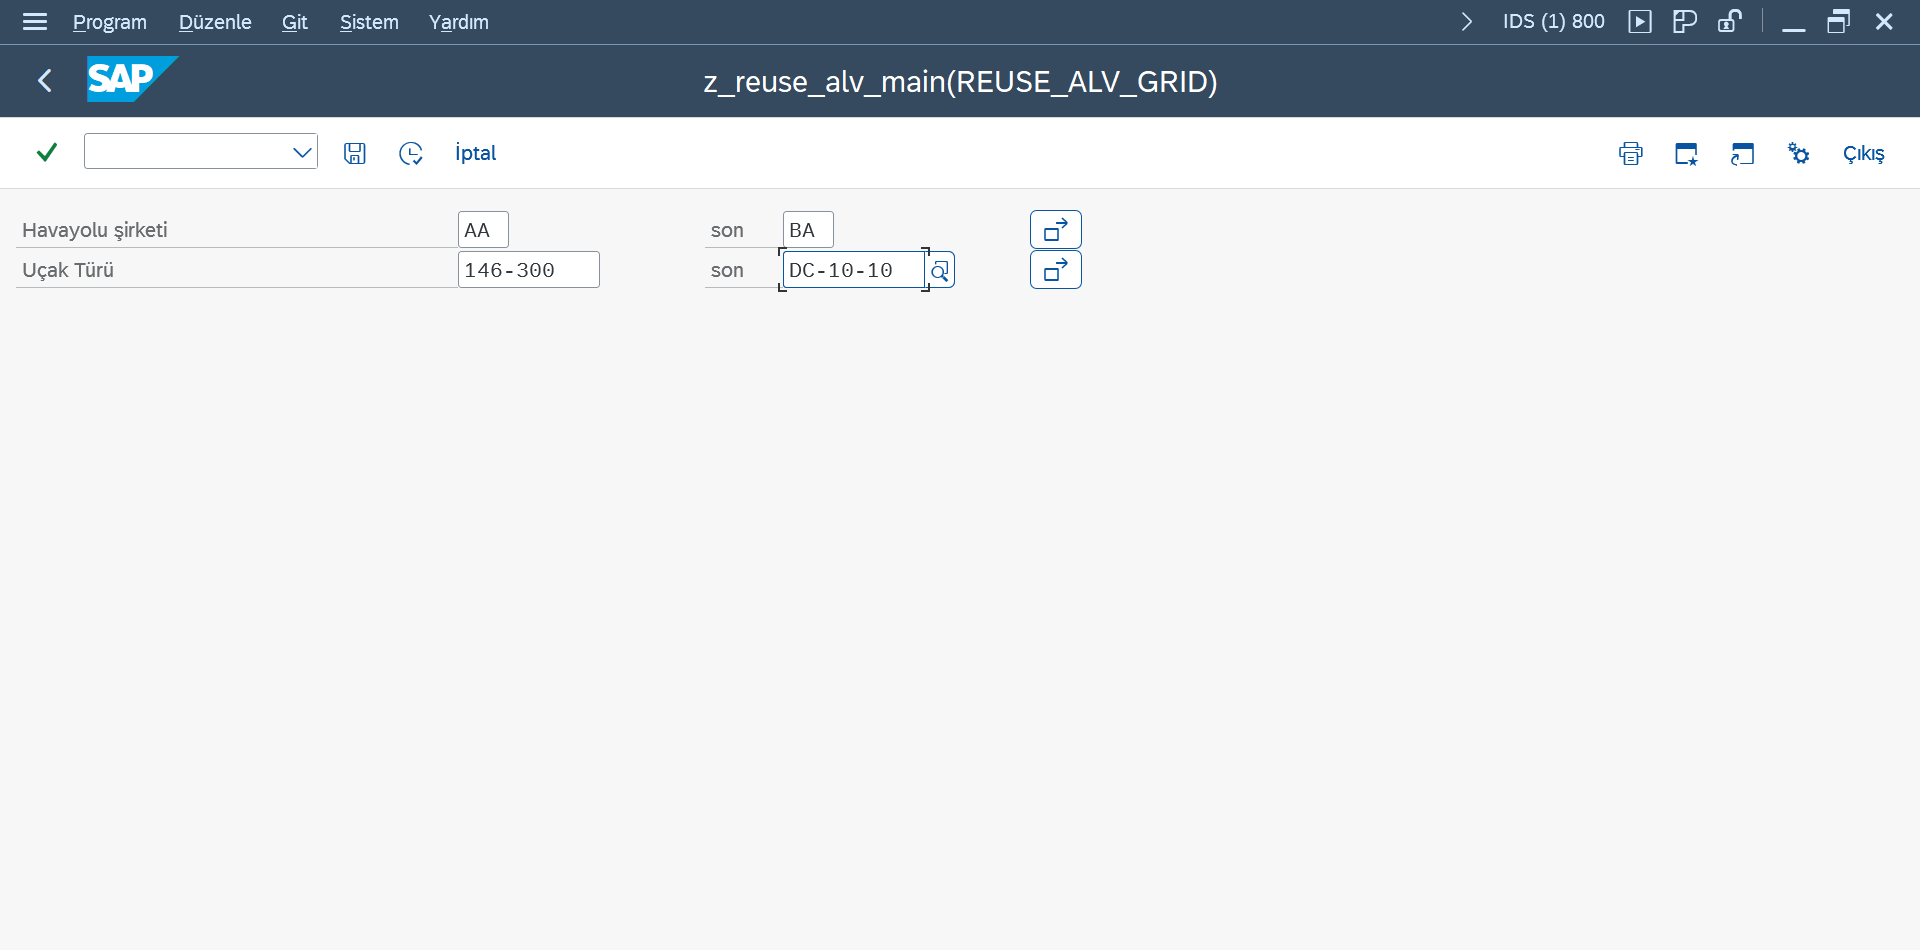 Program Düzenle Git Sistem Yardım IDS (1) 800
SAP z_reuse_alv_main(REUSE_ALV_GRID)
İptal Çıkış
Havayolu şirketi AA son BA
Uçak Türü 146-300 son DC-10-10